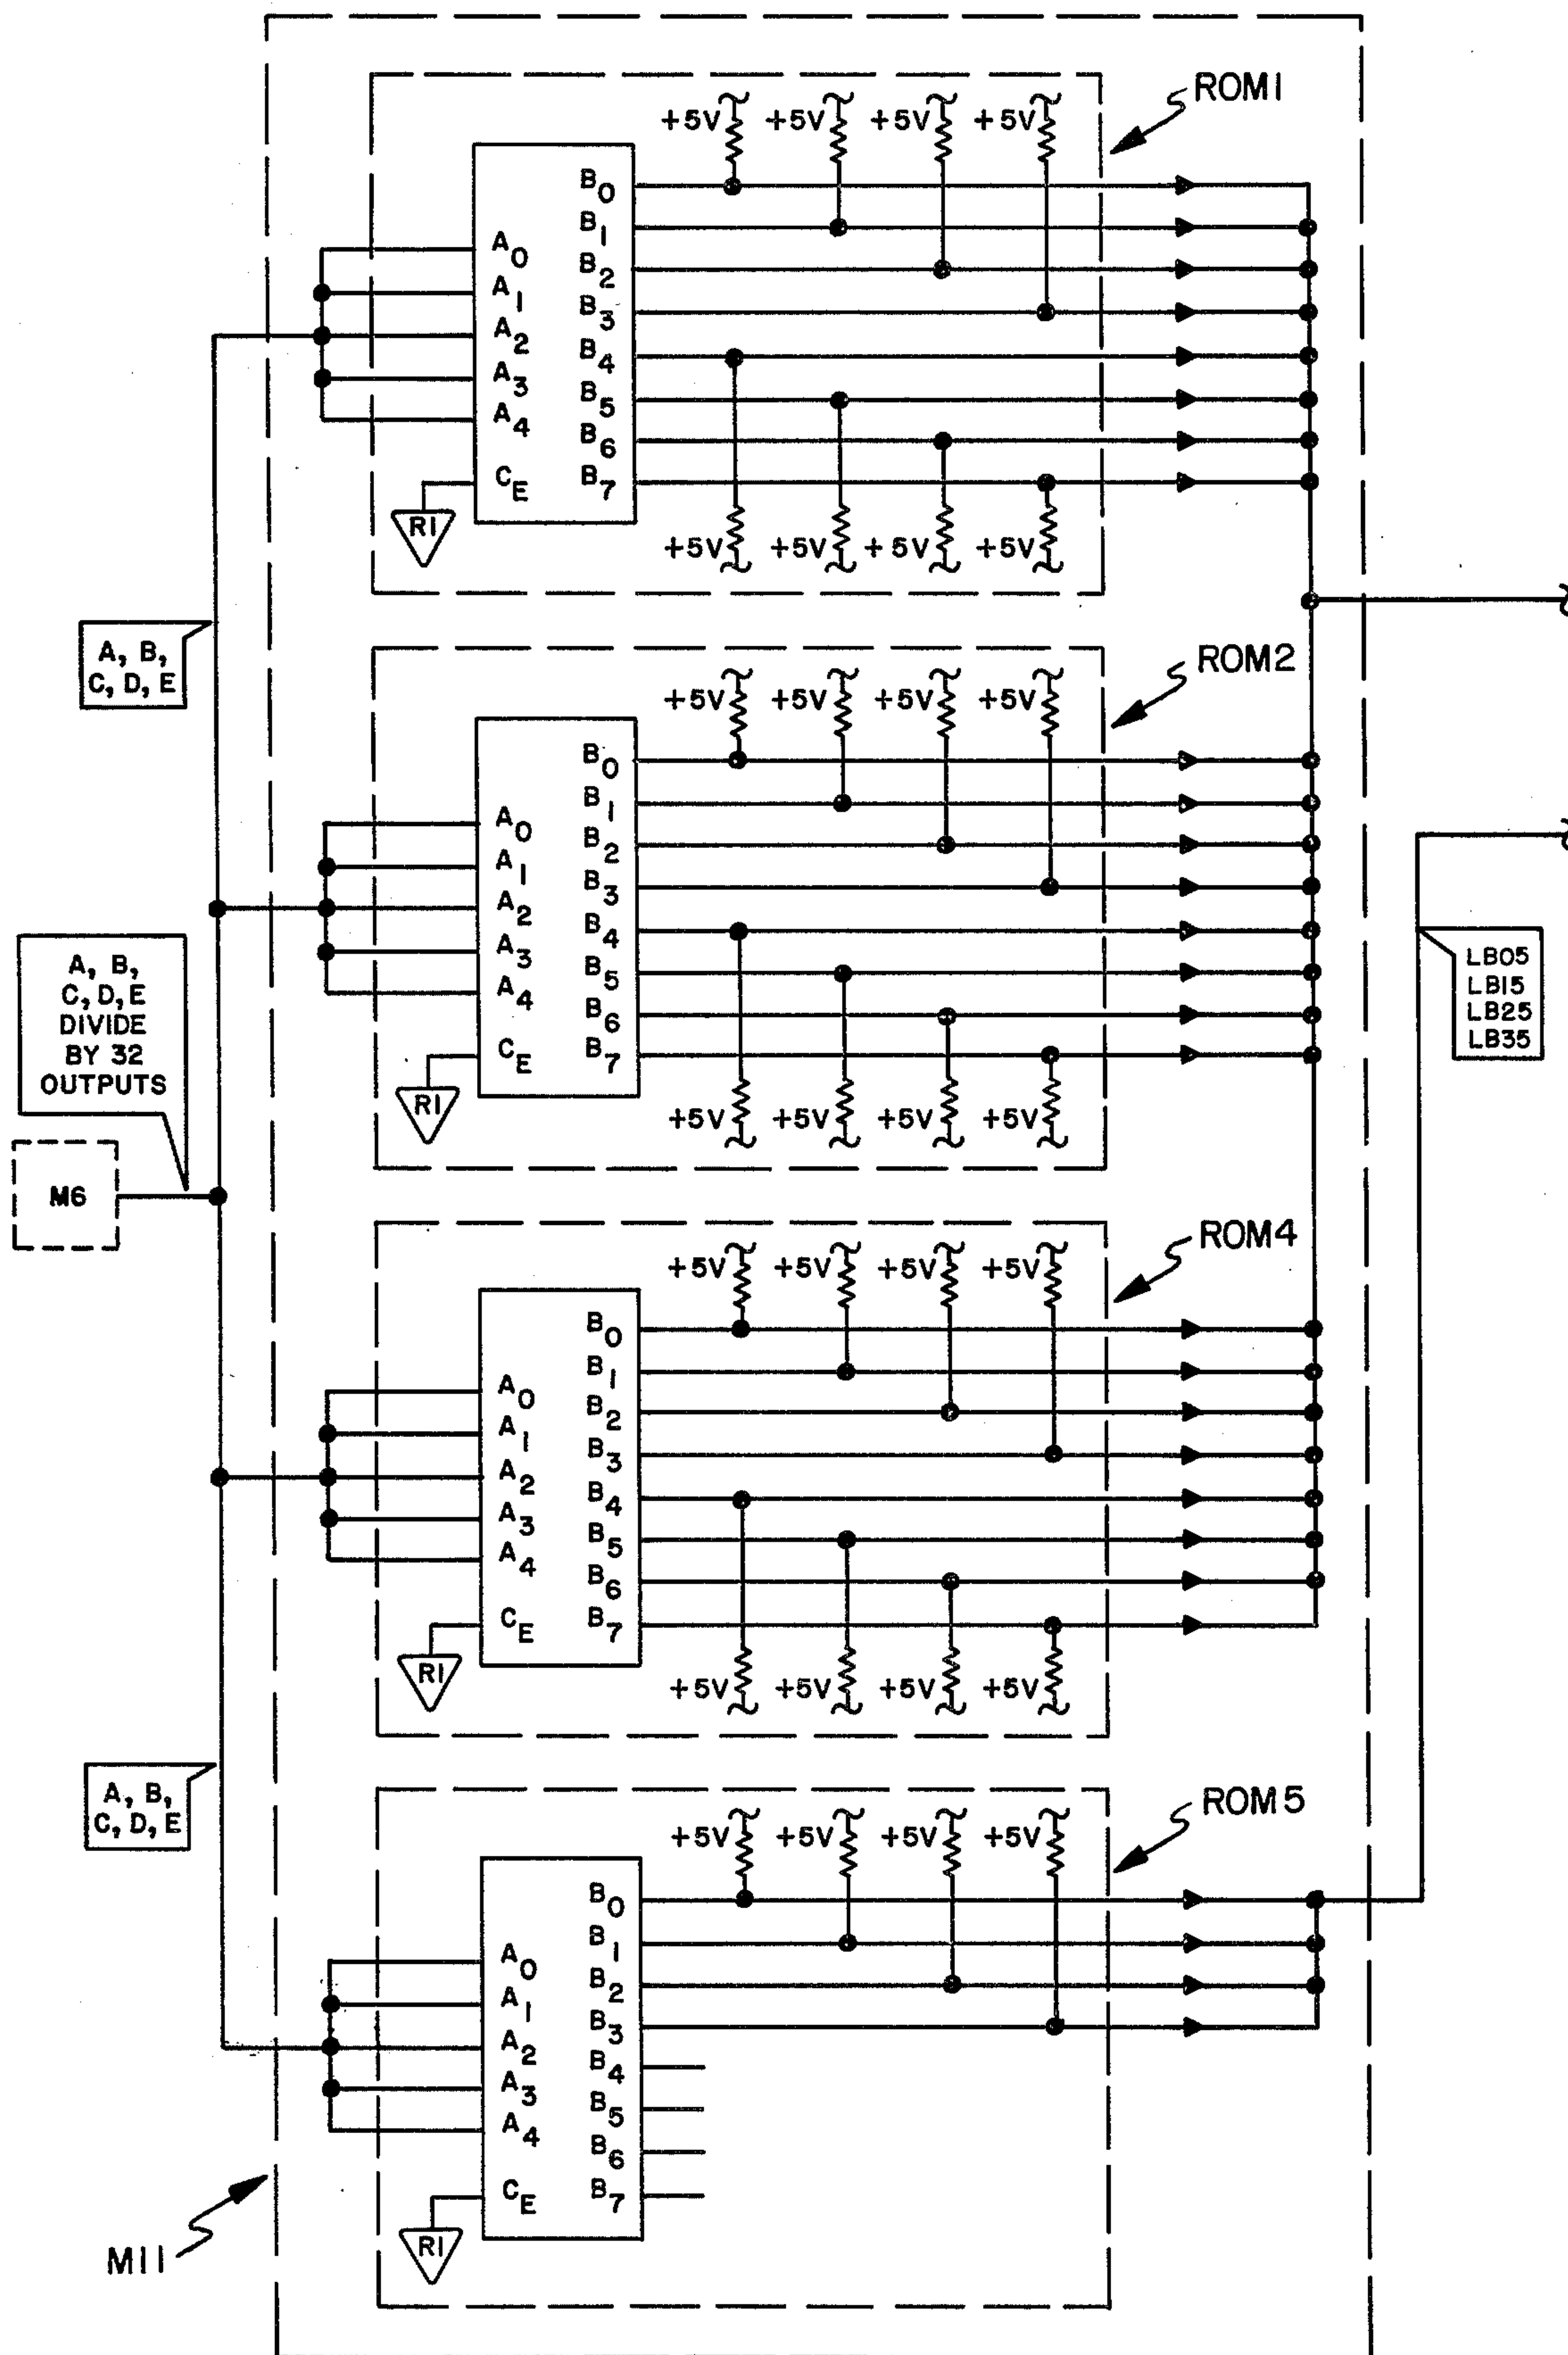 ROM1
+5V +5V +5V +5V
B0
B1
B2
B3
B4
B5
B6
B7
A0
A1
A2
A3
A4
CE
R1
+5V +5V +5V +5V
A, B,
C, D, E
ROM2
+5V +5V +5V +5V
B0
B1
B2
B3
B4
B5
B6
B7
A0
A1
A2
A3
A4
CE
R1
+5V +5V +5V +5V
LB05
LB15
LB25
LB35
A, B,
C, D, E
DIVIDE
BY 32
OUTPUTS
M6
ROM4
+5V +5V +5V +5V
B0
B1
B2
B3
B4
B5
B6
B7
A0
A1
A2
A3
A4
CE
R1
+5V +5V +5V +5V
A, B,
C, D, E
ROM5
+5V +5V +5V +5V
B0
B1
B2
B3
B4
B5
B6
B7
A0
A1
A2
A3
A4
CE
R1
M11